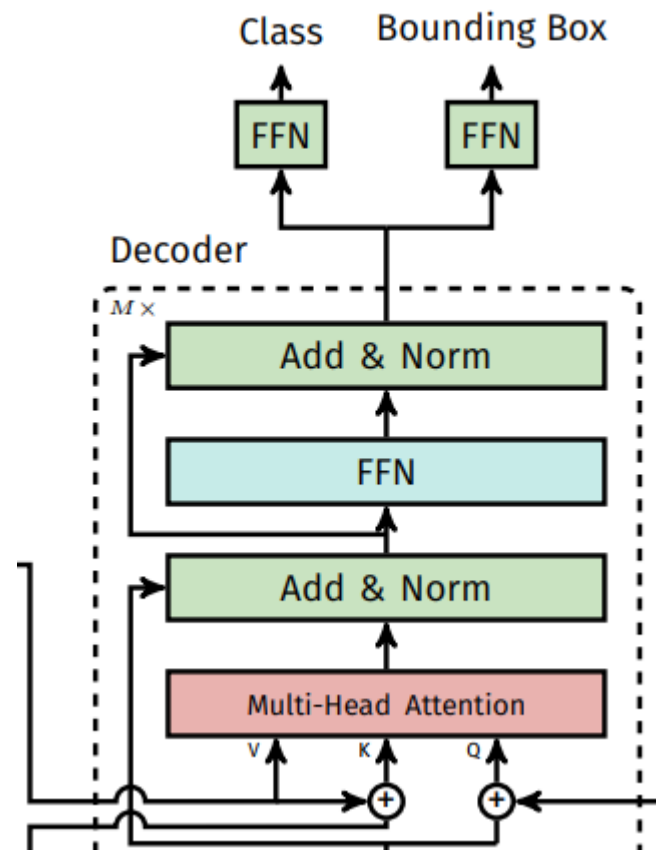 Class Bounding Box
FFN FFN
Decoder
M ×
Add & Norm
FFN
Add & Norm
Multi-Head Attention
V K Q
+ +